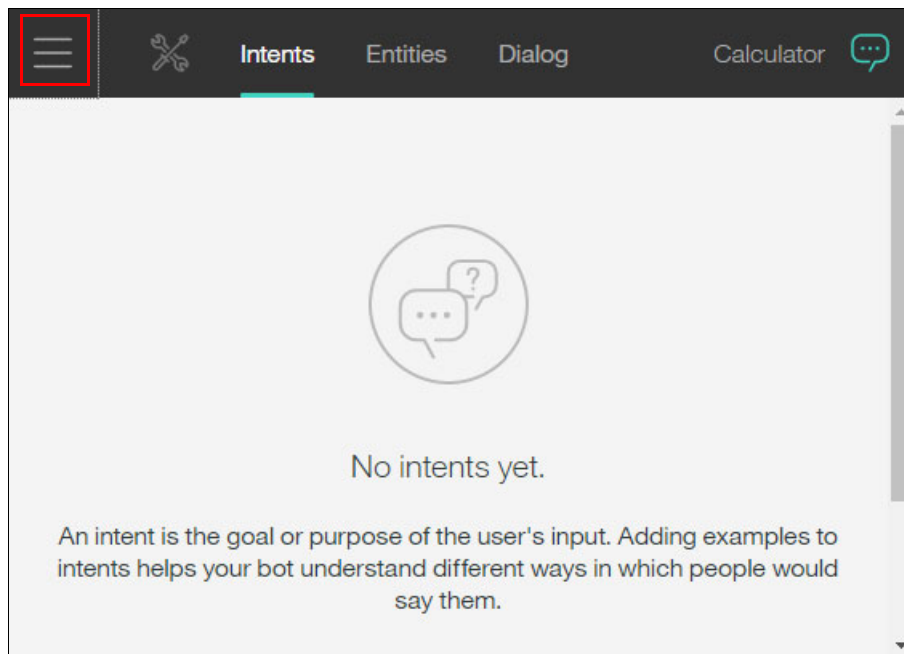 Intents Entities Dialog Calculator
?
No intents yet.
An intent is the goal or purpose of the user's input. Adding examples to
intents helps your bot understand different ways in which people would
say them.